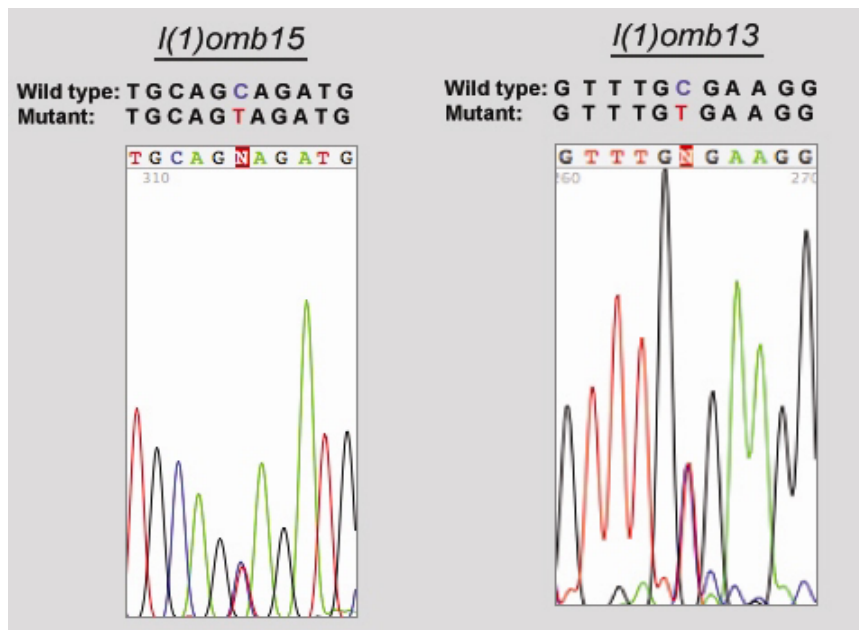 l(1)omb15
Wild type: T G C A G C A G A T G
Mutant: T G C A G T A G A T G
T G C A G N A G A T G
310
l(1)omb13
Wild type: G T T T G C G A A G G
Mutant: G T T T G T G A A G G
G T T T G N G A A G G
260 270